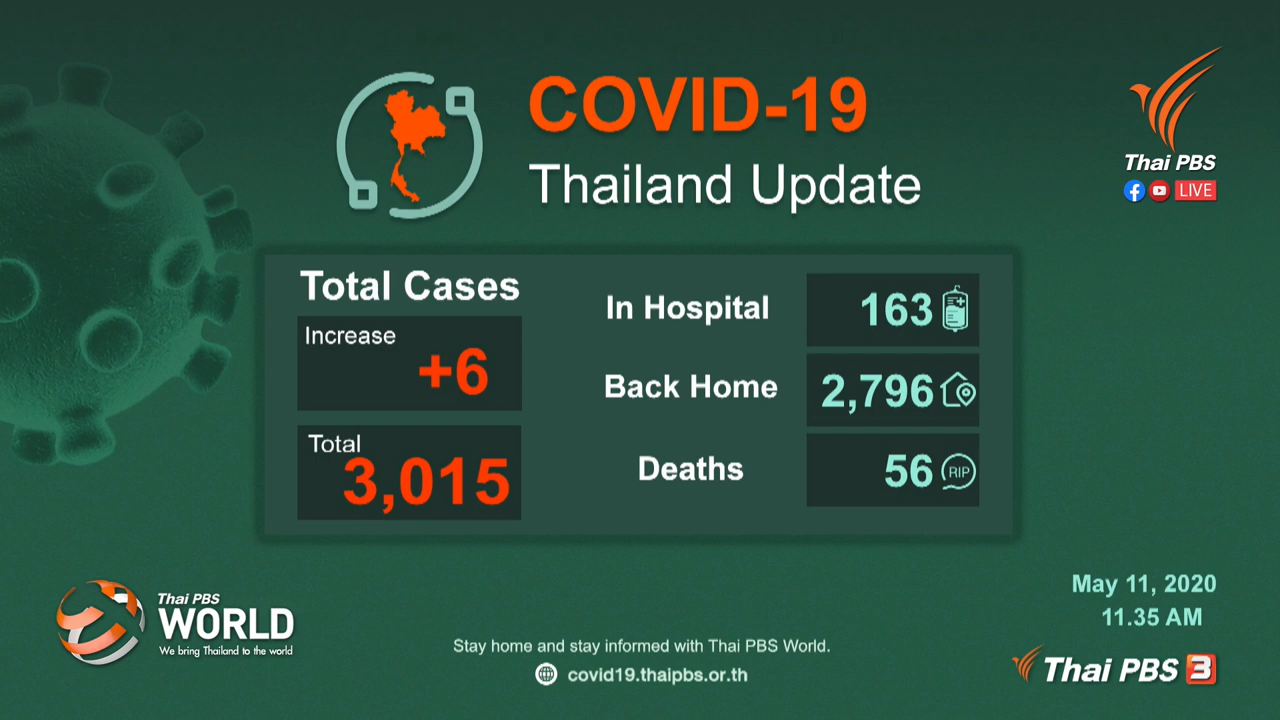 COVID-19
Thailand Update
Thai PBS
LIVE
Total Cases
Increase
+6
Total
3,015
In Hospital
163
Back Home
2,796
Deaths
56
RIP
Thai PBS
WORLD
We bring Thailand to the world
Stay home and stay informed with Thai PBS World.
covid19.thaipbs.or.th
May 11, 2020
11.35 AM
Thai PBS 3